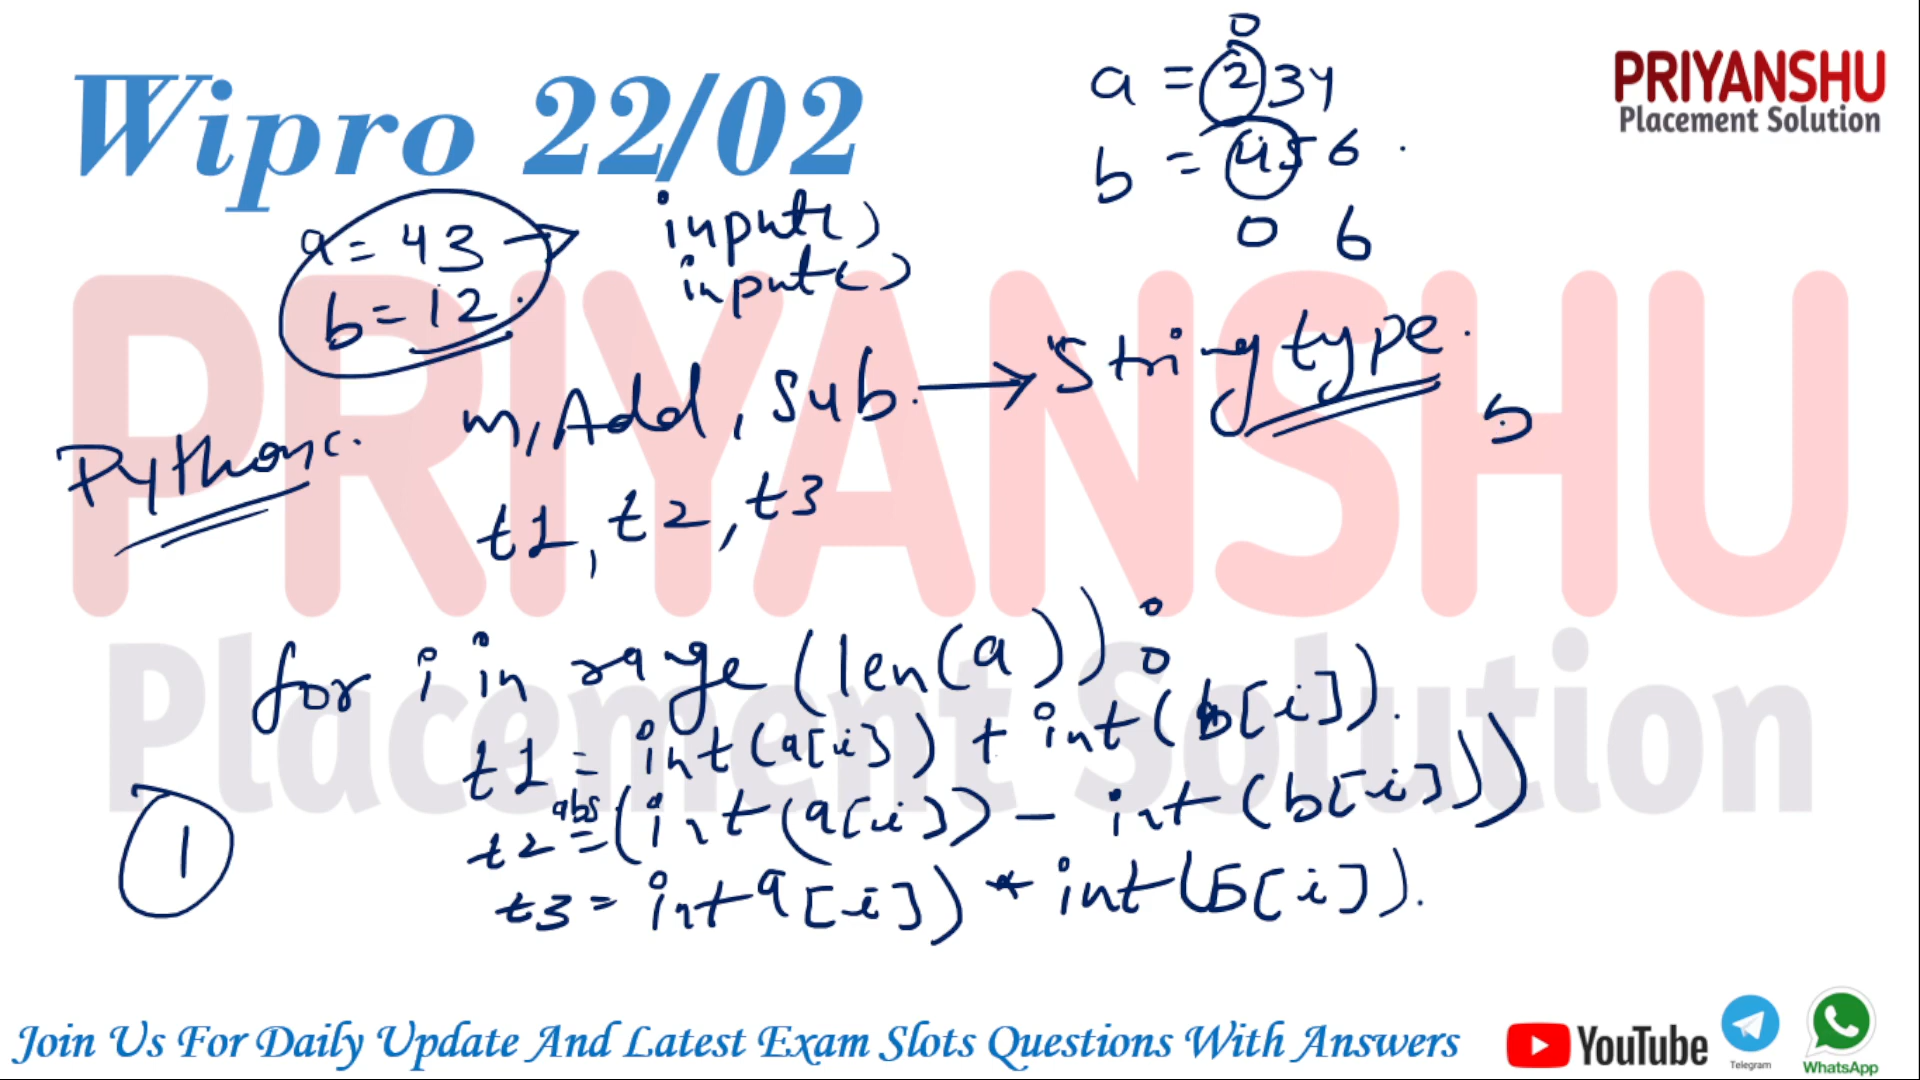 Wipro 22/02
PRIYANSHU
Placement Solution
0
a = 234
b = 456 .
0 6
a = 43
b = 12 .
input()
input()
m, Add, Sub. → String type.
5
Python
t1, t2, t3
for i in range (len(a)) :
t1 = int(a[i]) + int(b[i]).
t2 = abs(int(a[i]) - int(b[i]))
t3 = int a[i]) * int(b[i]).
1
PRIYANSHU
Placement Solution
Join Us For Daily Update And Latest Exam Slots Questions With Answers
YouTube
Telegram
WhatsApp